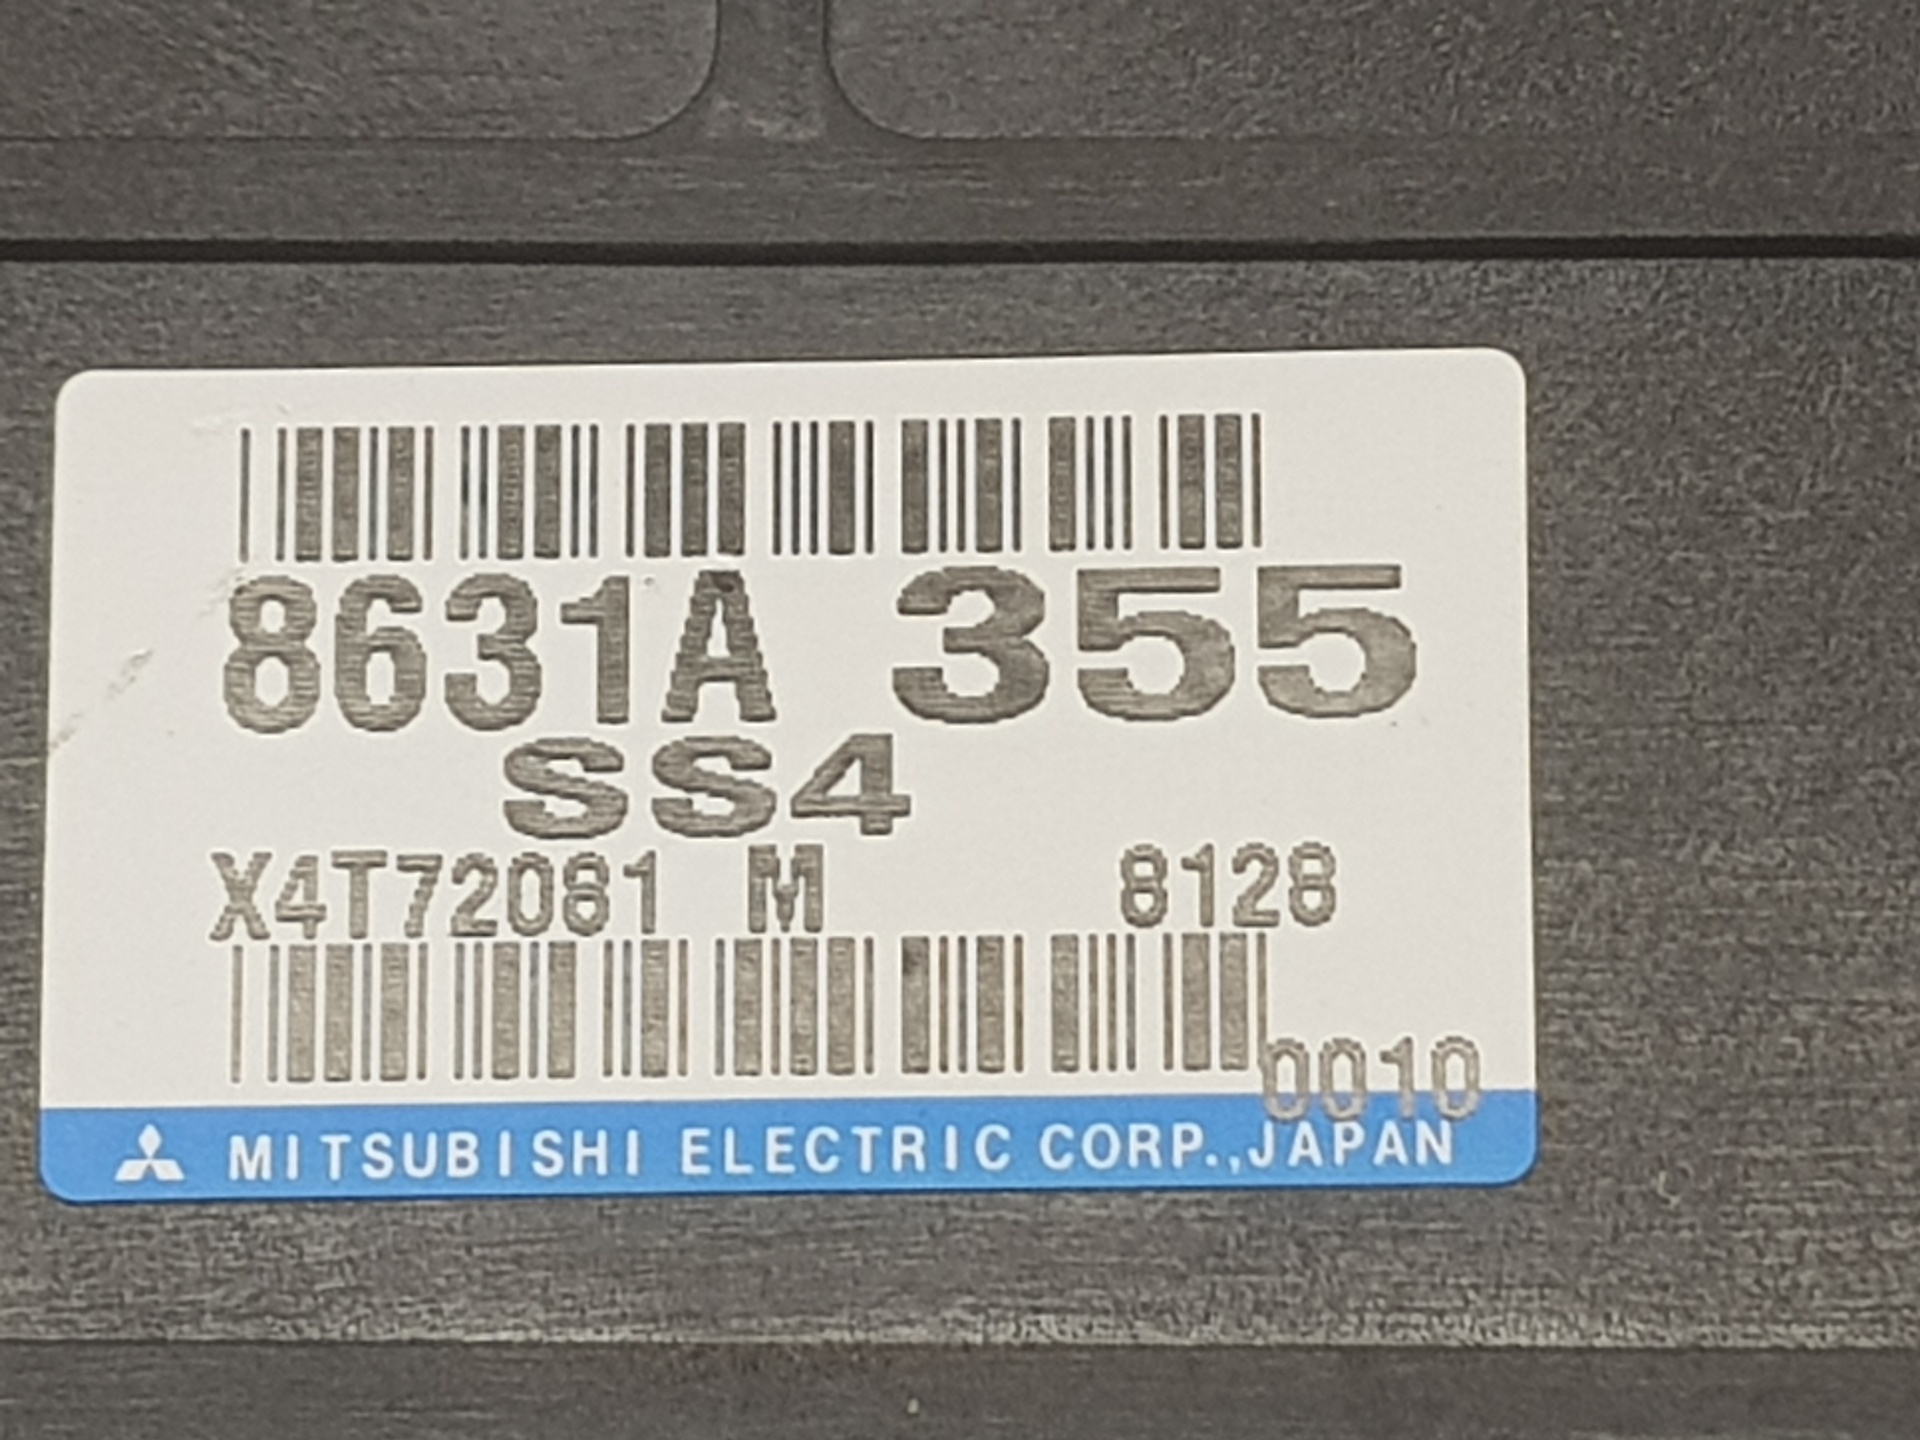 8631A 355
SS4
X4T72081 M 8128
0010
MITSUBISHI ELECTRIC CORP.,JAPAN